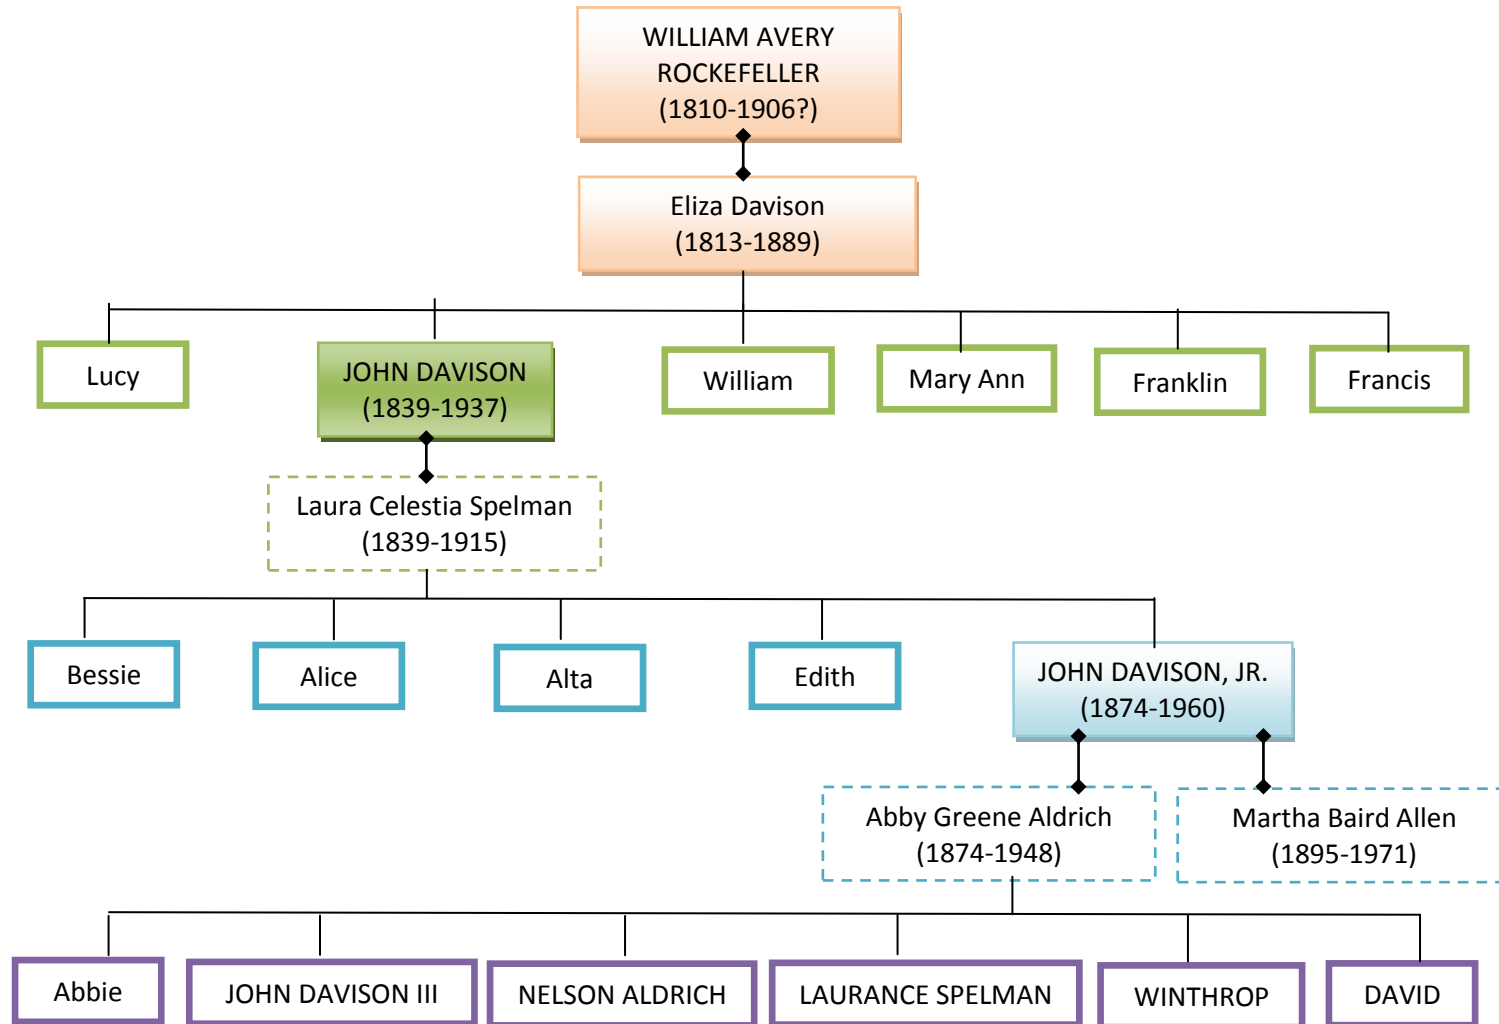 WILLIAM AVERY
ROCKEFELLER
(1810-1906?)
Eliza Davison
(1813-1889)
Lucy
JOHN DAVISON
(1839-1937)
William
Mary Ann
Franklin
Francis
Laura Celestia Spelman
(1839-1915)
Bessie
Alice
Alta
Edith
JOHN DAVISON, JR.
(1874-1960)
Abby Greene Aldrich
(1874-1948)
Martha Baird Allen
(1895-1971)
Abbie
JOHN DAVISON III
NELSON ALDRICH
LAURANCE SPELMAN
WINTHROP
DAVID